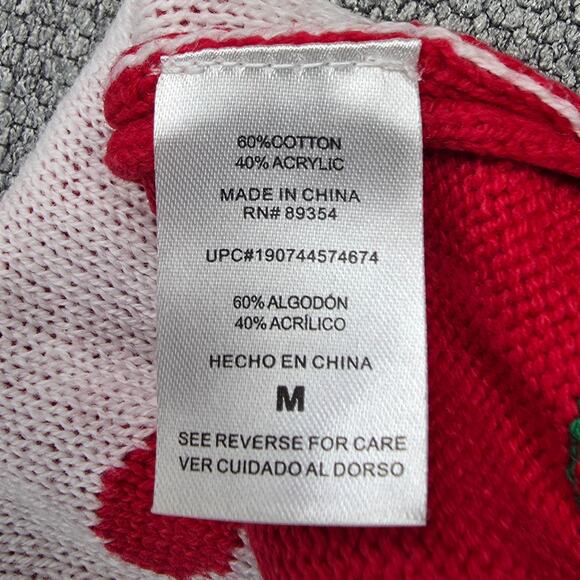 60%COTTON
40% ACRYLIC
MADE IN CHINA
RN# 89354
UPC#190744574674
60% ALGODÓN
40% ACRÍLICO
HECHO EN CHINA
M
SEE REVERSE FOR CARE
VER CUIDADO AL DORSO